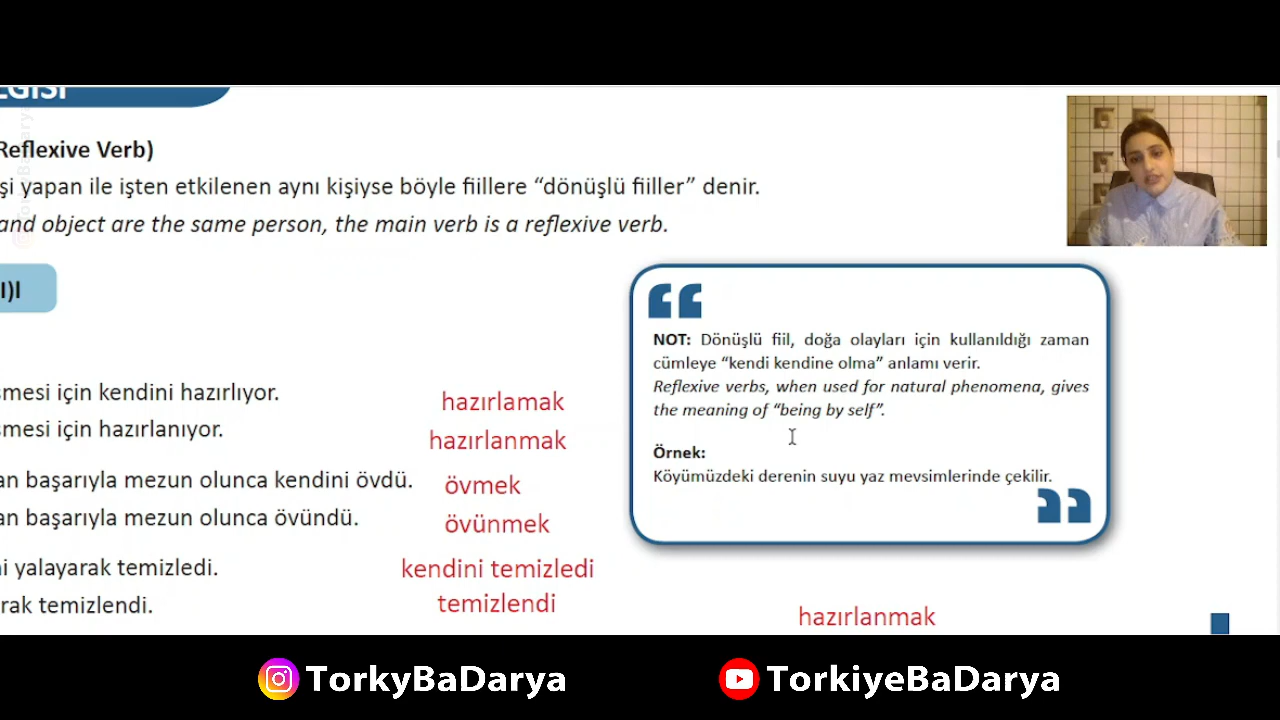 LGİSİ
Reflexive Verb)
şi yapan ile işten etkilenen aynı kişiyse böyle fiillere “dönüşlü fiiller” denir.
and object are the same person, the main verb is a reflexive verb.
I)l
NOT: Dönüşlü fiil, doğa olayları için kullanıldığı zaman
cümleye “kendi kendine olma” anlamı verir.
Reflexive verbs, when used for natural phenomena, gives
the meaning of “being by self”.
Örnek:
Köyümüzdeki derenin suyu yaz mevsimlerinde çekilir.
şmesi için kendini hazırlıyor.
hazırlamak
şmesi için hazırlanıyor.
hazırlanmak
an başarıyla mezun olunca kendini övdü.
övmek
an başarıyla mezun olunca övündü.
övünmek
ni yalayarak temizledi.
kendini temizledi
rak temizlendi.
temizlendi
hazırlanmak
TorkyBaDarya
TorkiyeBaDarya